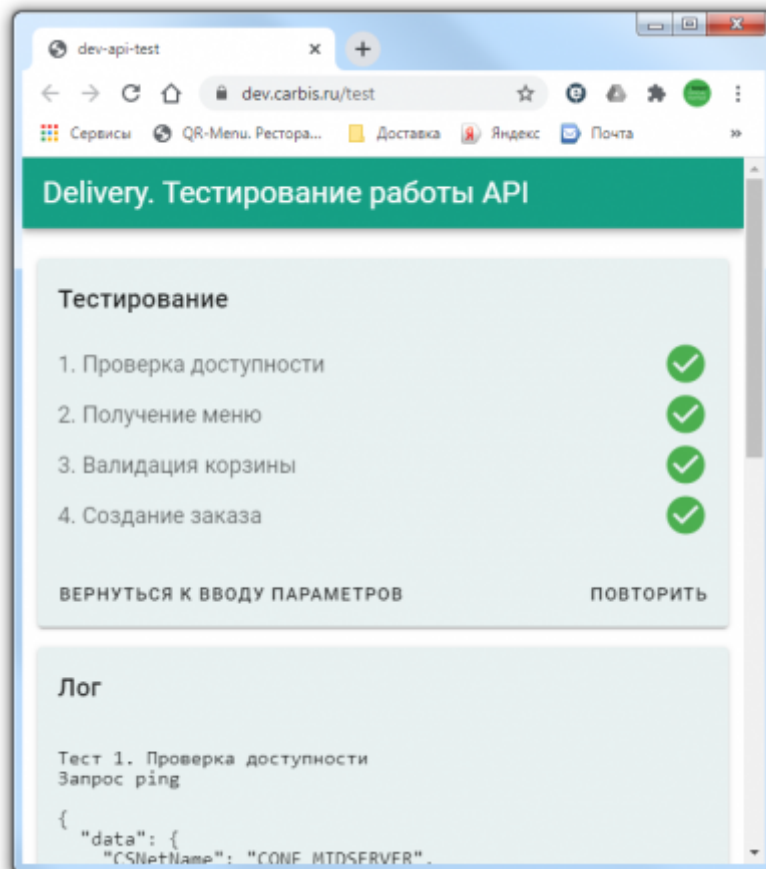 dev-api-test
dev.carbis.ru/test
Сервисы QR-Menu. Рестора... Доставка Яндекс Почта »
Delivery. Тестирование работы API
Тестирование
1. Проверка доступности
2. Получение меню
3. Валидация корзины
4. Создание заказа
ВЕРНУТЬСЯ К ВВОДУ ПАРАМЕТРОВ ПОВТОРИТЬ
Лог
Тест 1. Проверка доступности
Запрос ping
{
"data": {
"CSNetName": "CONF_MIDSERVER",